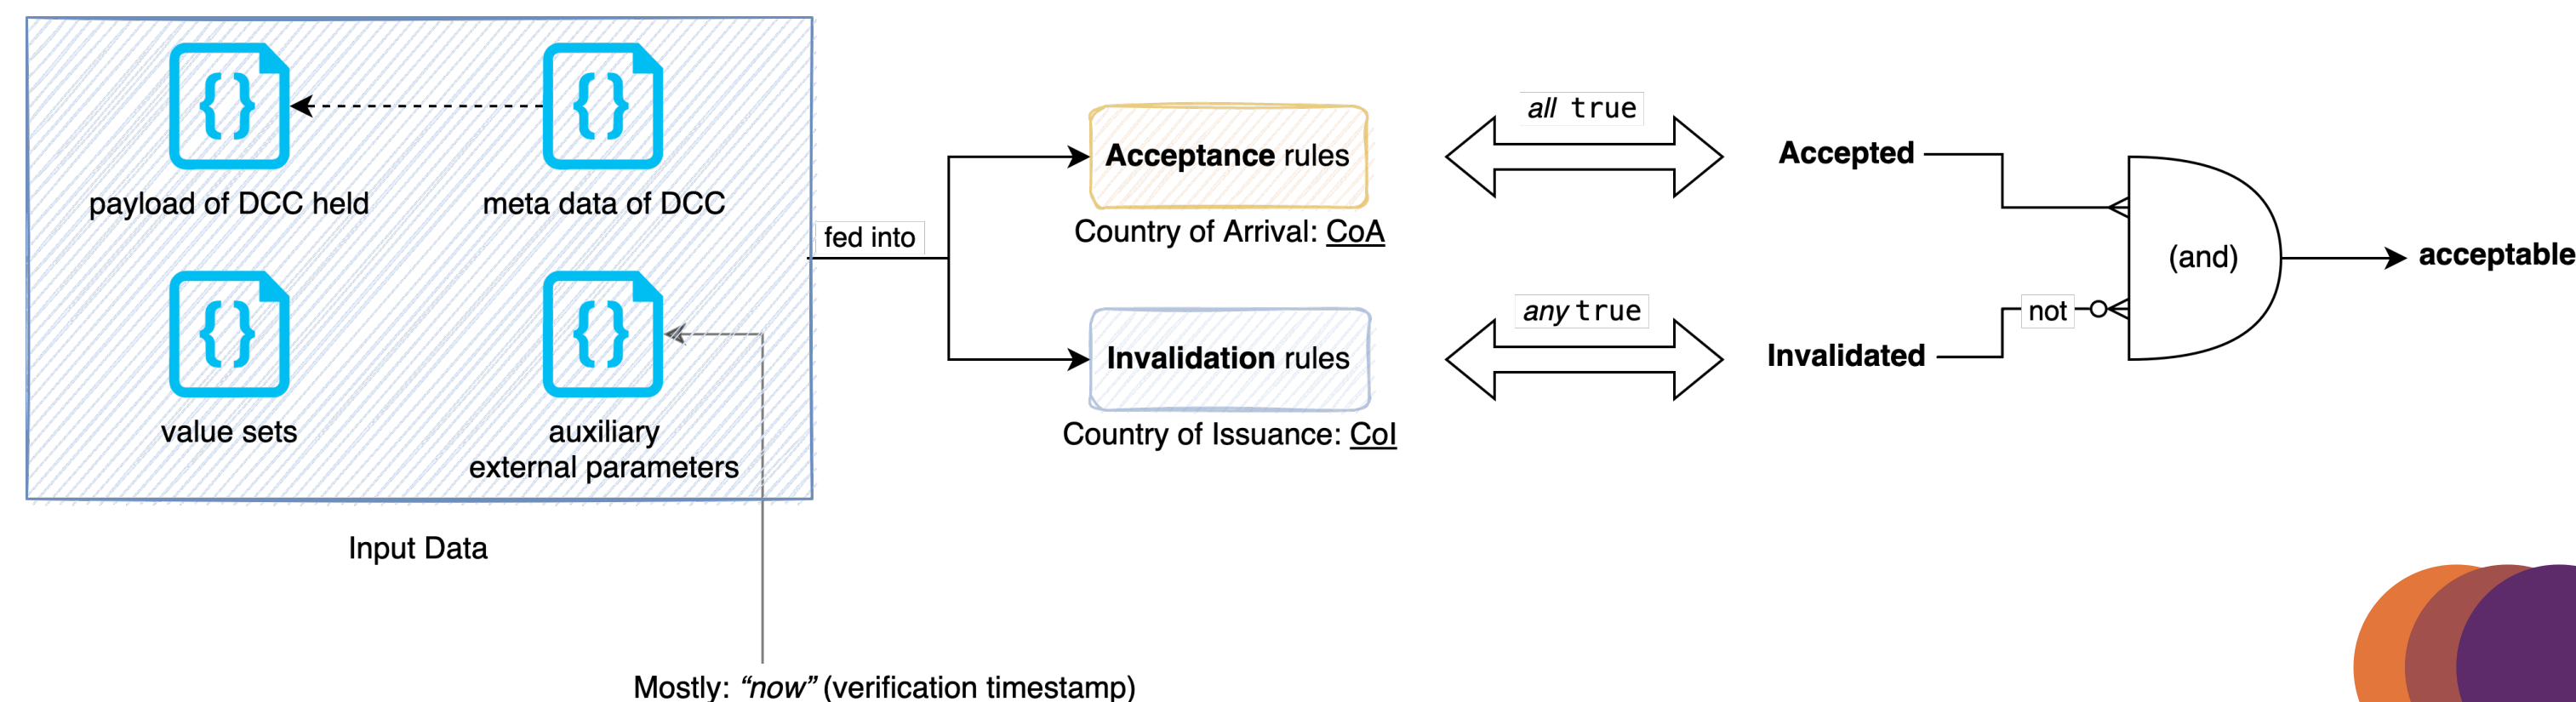 {}
{}
payload of DCC held
meta data of DCC
{}
{}
value sets
auxiliary
external parameters
Input Data
Mostly: “now” (verification timestamp)
fed into
Acceptance rules
Country of Arrival: CoA
Invalidation rules
Country of Issuance: CoI
all true
any true
Accepted
Invalidated
not
(and)
acceptable